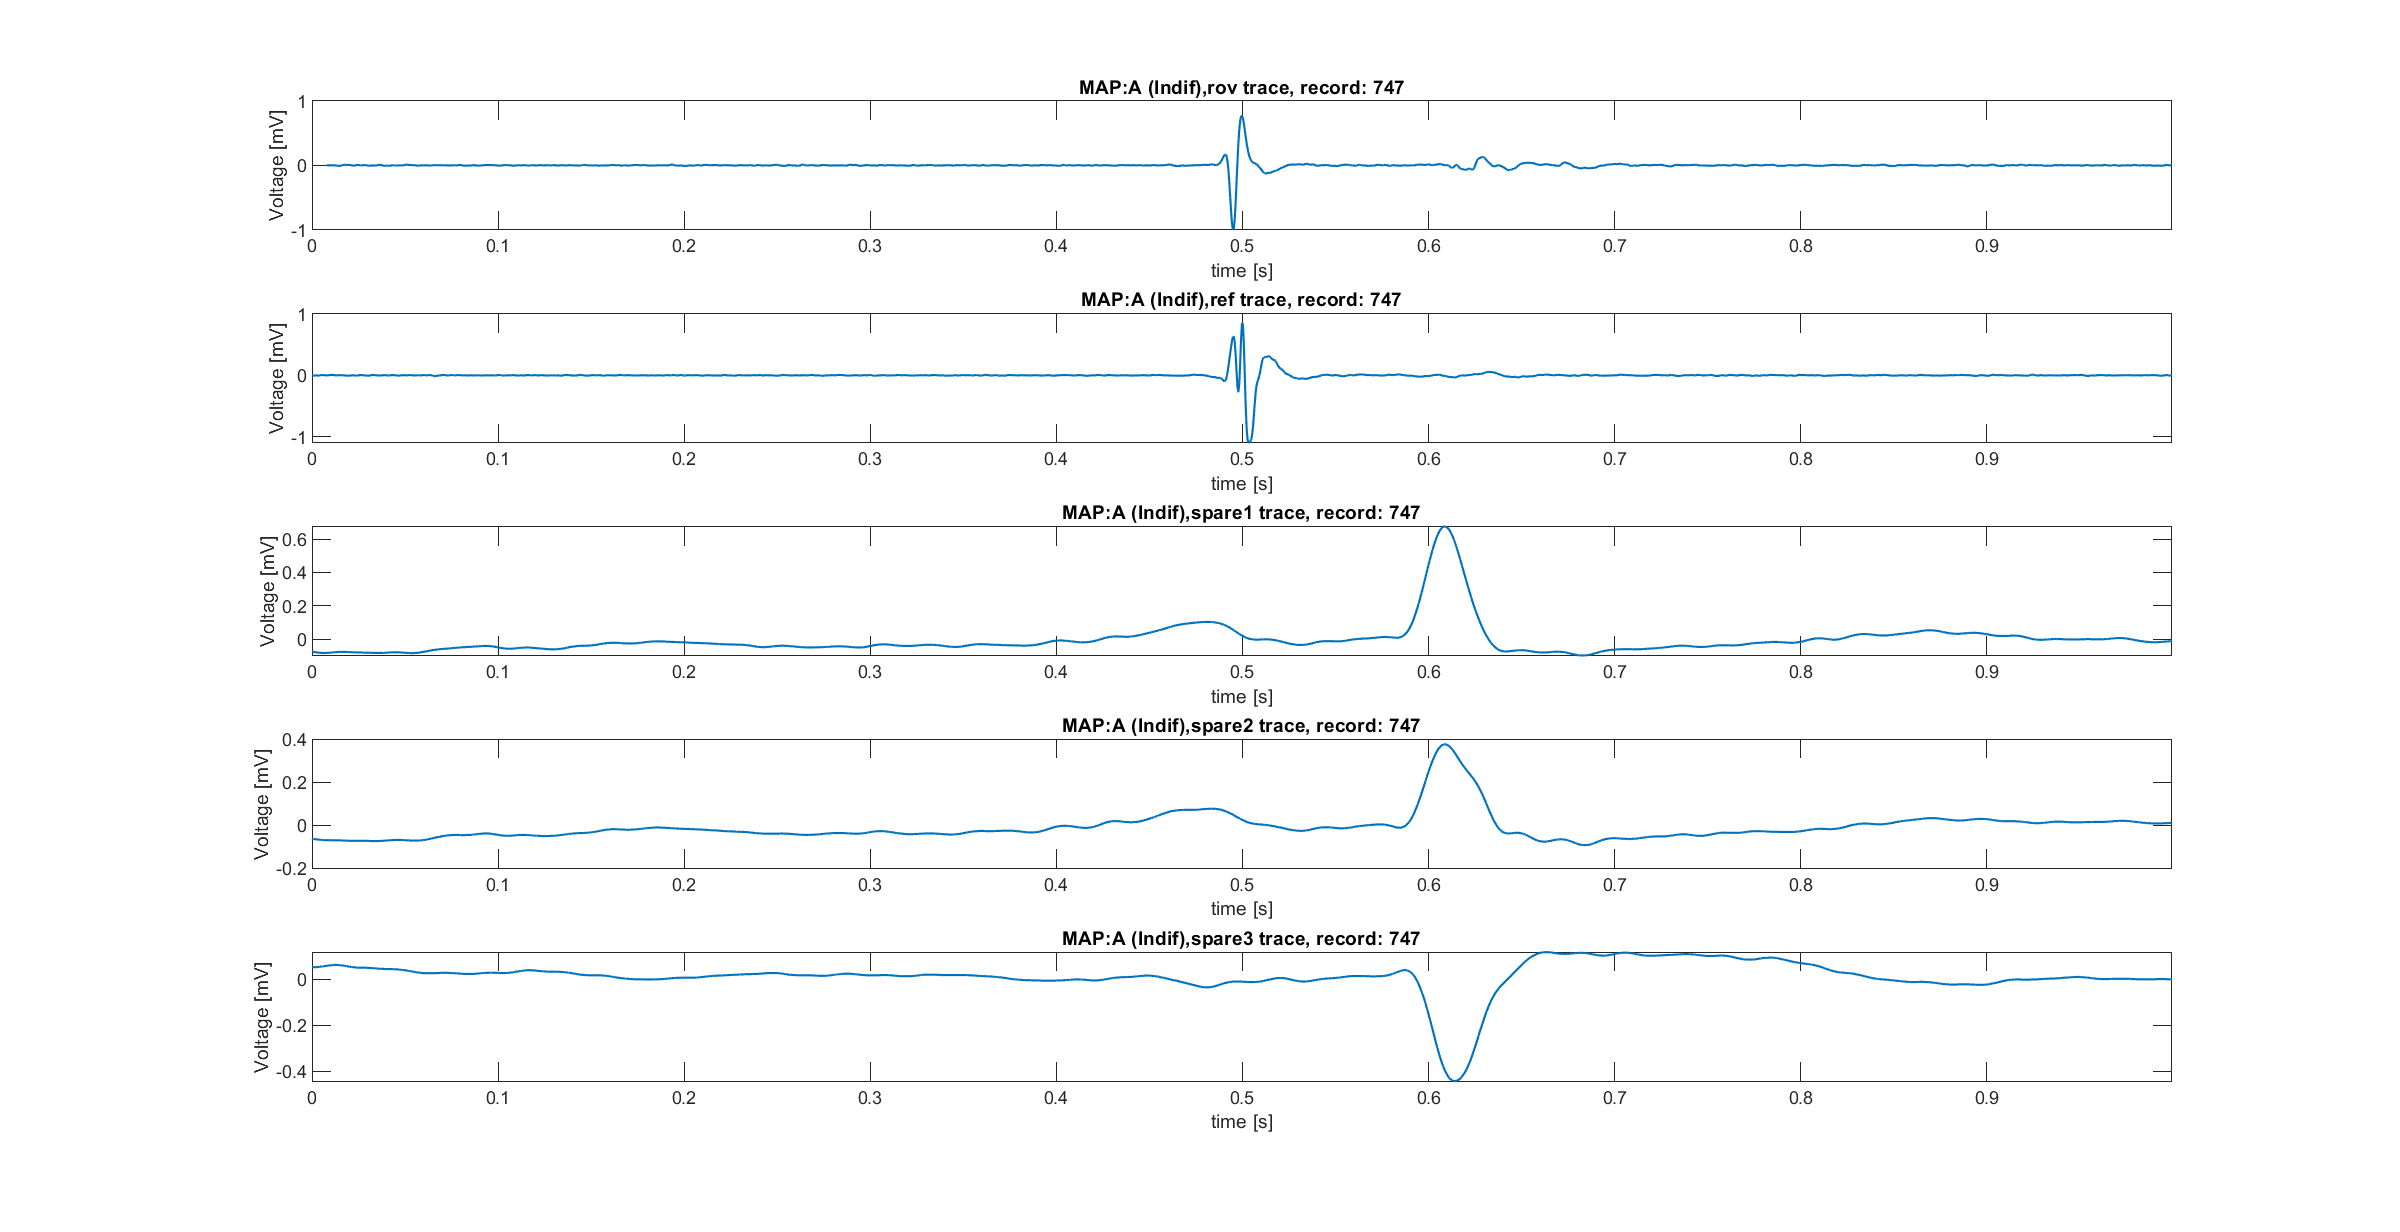 MAP:A (Indif),rov trace, record: 747
Voltage [mV]
1
0
-1
0 0.1 0.2 0.3 0.4 0.5 0.6 0.7 0.8 0.9
time [s]
MAP:A (Indif),ref trace, record: 747
Voltage [mV]
1
0
-1
0 0.1 0.2 0.3 0.4 0.5 0.6 0.7 0.8 0.9
time [s]
MAP:A (Indif),spare1 trace, record: 747
Voltage [mV]
0.6
0.4
0.2
0
0 0.1 0.2 0.3 0.4 0.5 0.6 0.7 0.8 0.9
time [s]
MAP:A (Indif),spare2 trace, record: 747
Voltage [mV]
0.4
0.2
0
-0.2
0 0.1 0.2 0.3 0.4 0.5 0.6 0.7 0.8 0.9
time [s]
MAP:A (Indif),spare3 trace, record: 747
Voltage [mV]
0
-0.2
-0.4
0 0.1 0.2 0.3 0.4 0.5 0.6 0.7 0.8 0.9
time [s]